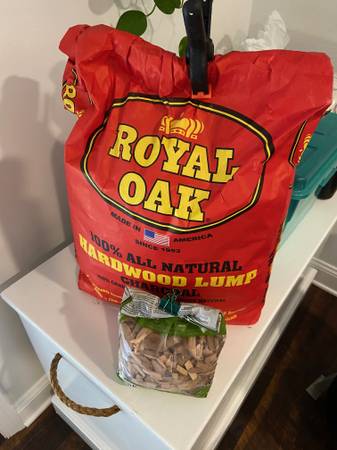 ROYAL
OAK
MADE IN AMERICA
SINCE 1953
100% ALL NATURAL
HARDWOOD LUMP
CHARCOAL